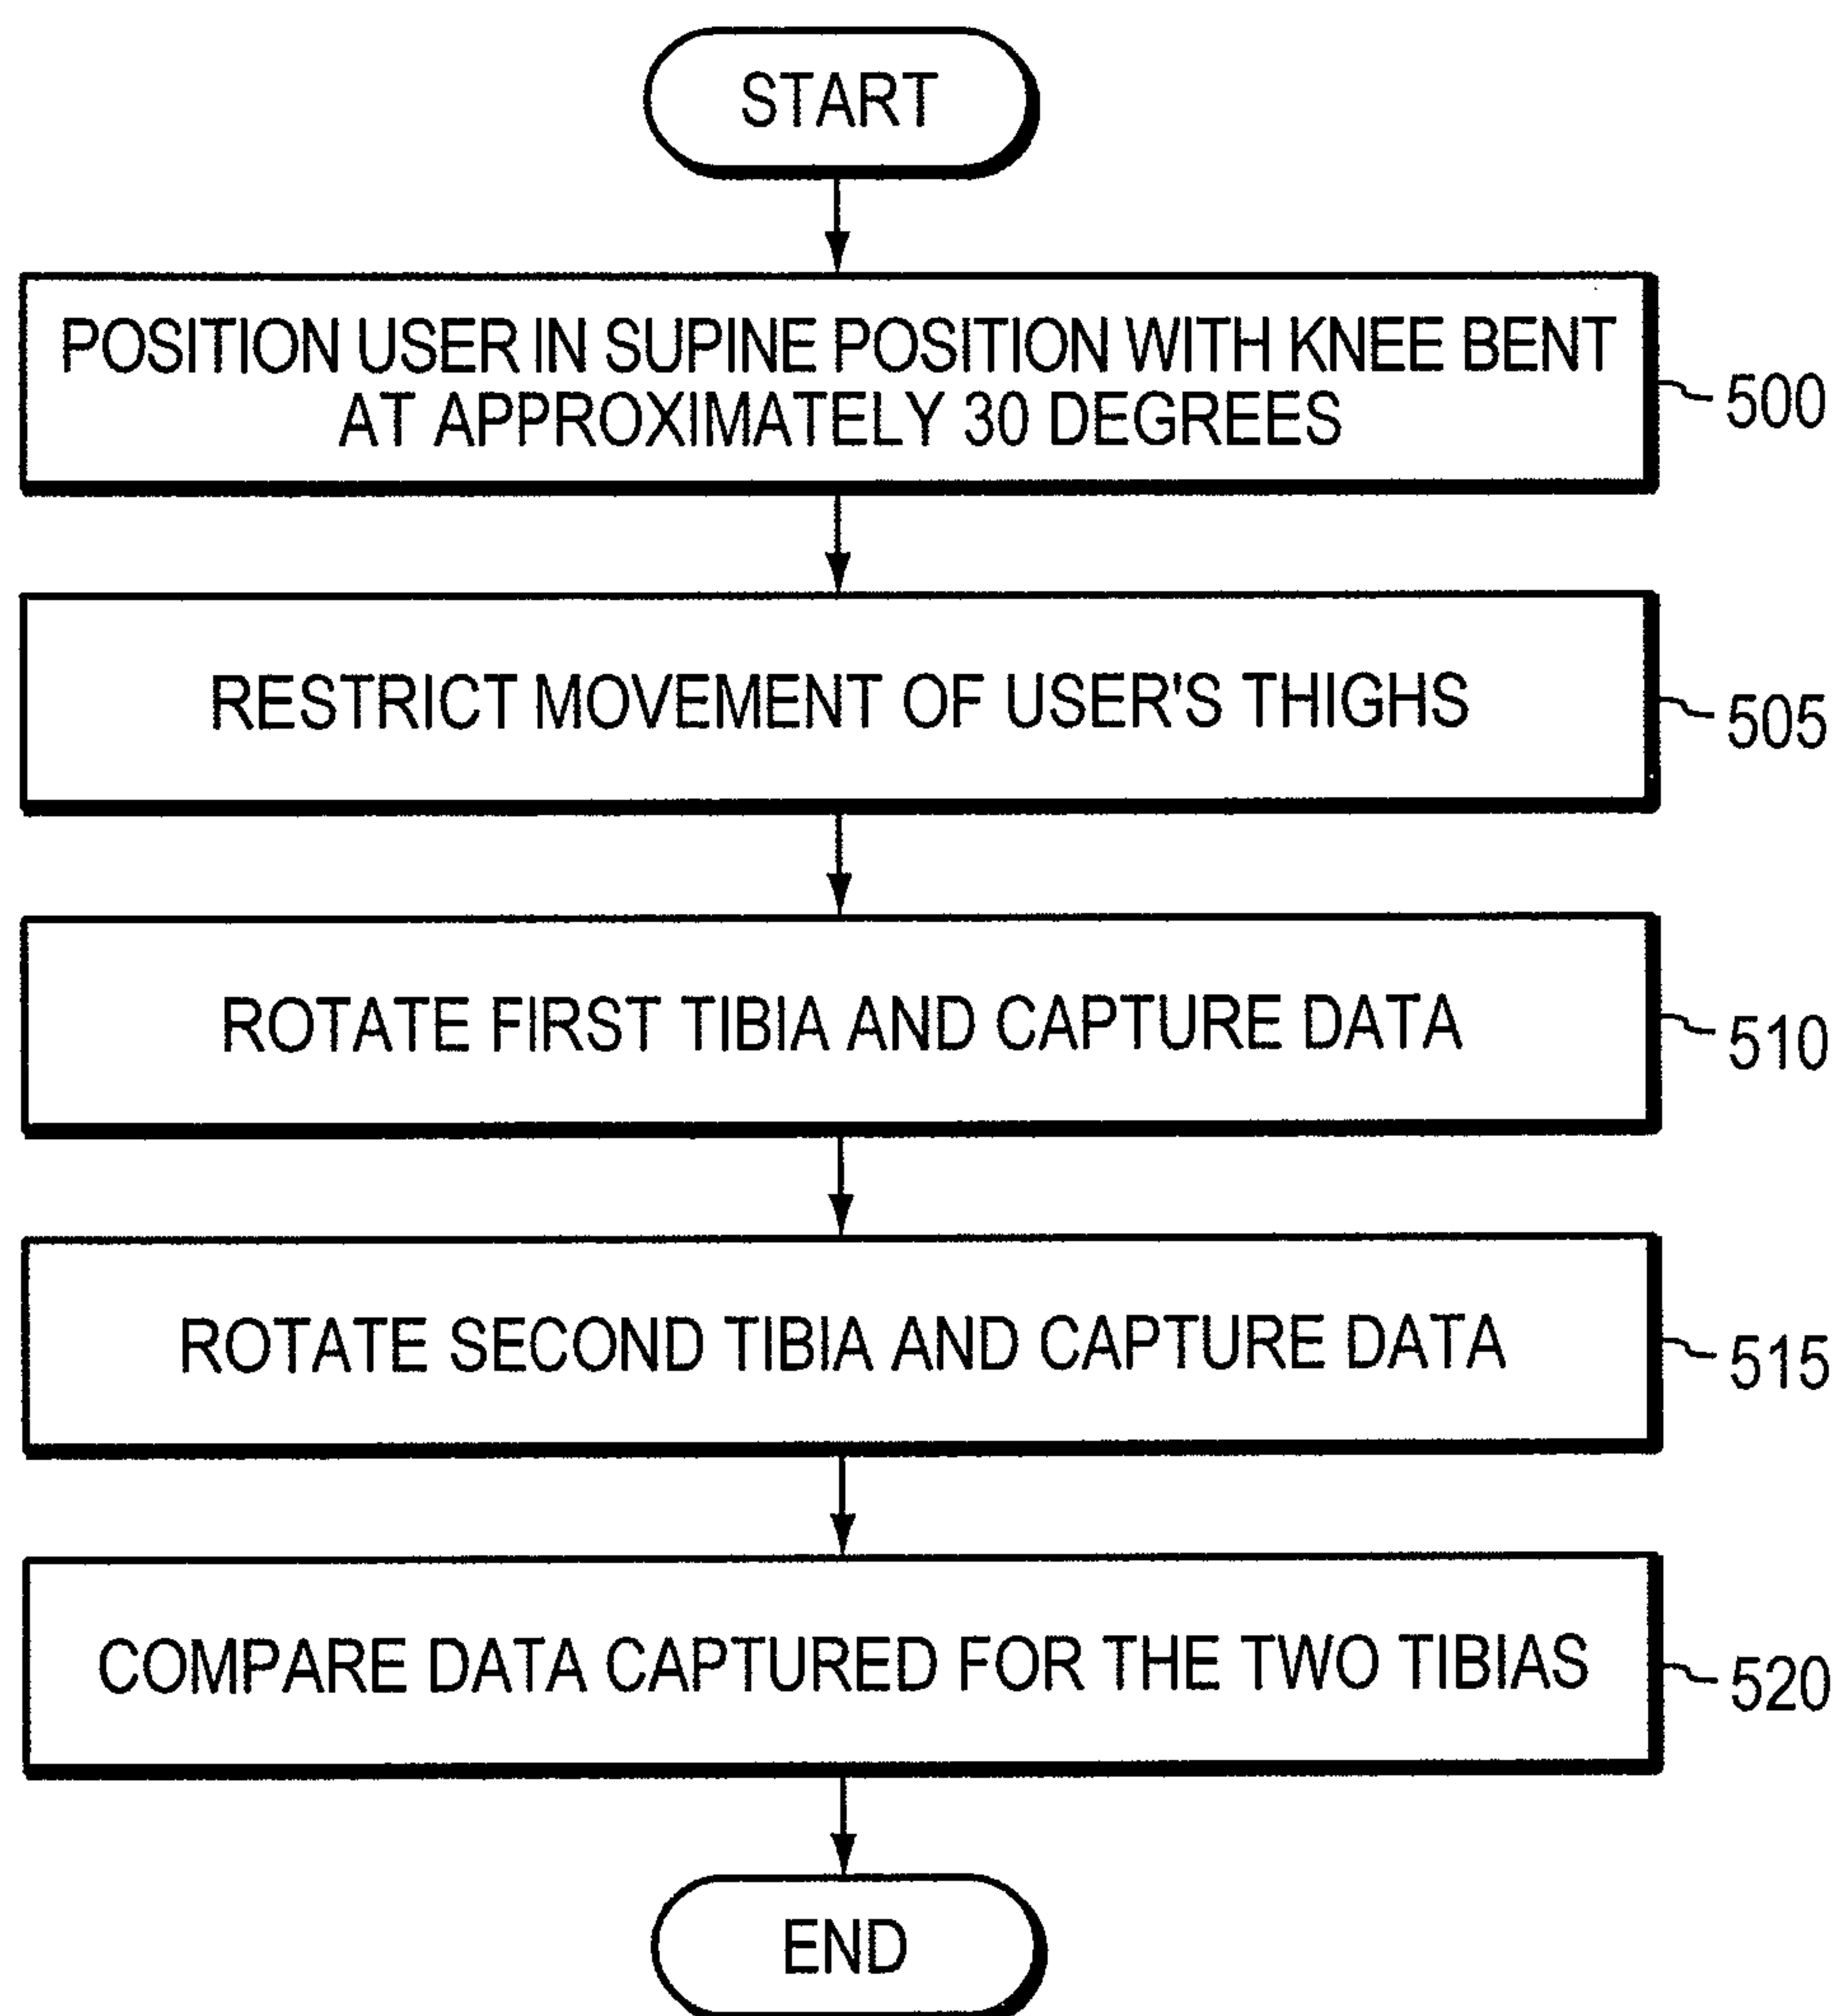 START
POSITION USER IN SUPINE POSITION WITH KNEE BENT
AT APPROXIMATELY 30 DEGREES
500
RESTRICT MOVEMENT OF USER'S THIGHS
505
ROTATE FIRST TIBIA AND CAPTURE DATA
510
ROTATE SECOND TIBIA AND CAPTURE DATA
515
COMPARE DATA CAPTURED FOR THE TWO TIBIAS
520
END